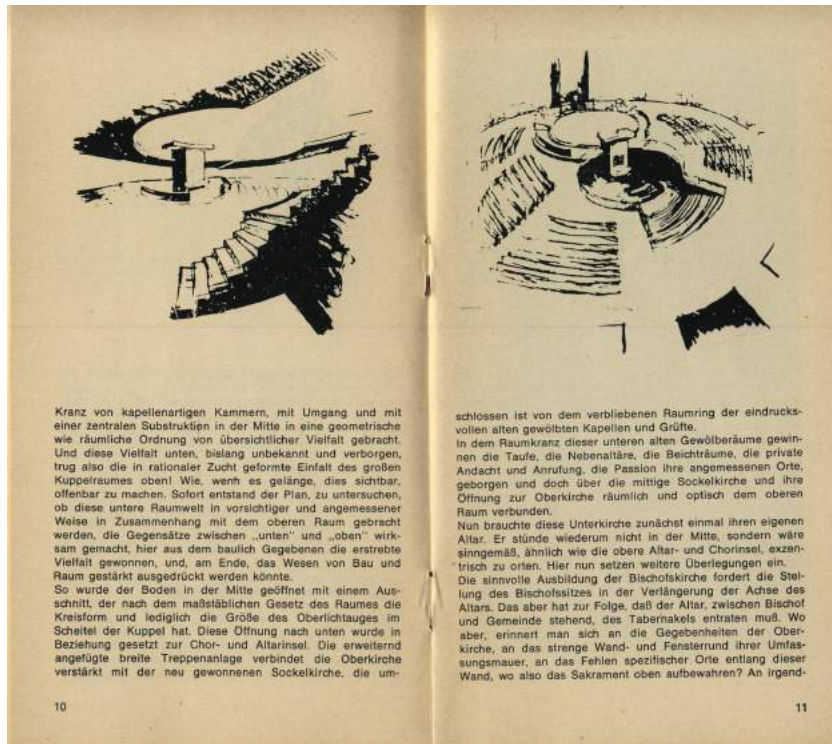 Kranz von kapellenartigen Kammern, mit Umgang und mit
einer zentralen Substruktion in der Mitte in eine geometrische
wie räumliche Ordnung von übersichtlicher Vielfalt gebracht.
Und diese Vielfalt unten, bislang unbekannt und verborgen,
trug also die in rationaler Zucht geformte Einfalt des großen
Kuppelraumes oben! Wie, wenn es gelänge, dies sichtbar,
offenbar zu machen. Sofort entstand der Plan, zu untersuchen,
ob diese untere Raumwelt in vorsichtiger und angemessener
Weise in Zusammenhang mit dem oberen Raum gebracht
werden, die Gegensätze zwischen „unten" und „oben" wirk-
sam gemacht, hier aus dem baulich Gegebenen die erstrebte
Vielfalt gewonnen, und, am Ende, das Wesen von Bau und
Raum gestärkt ausgedrückt werden könnte.
So wurde der Boden in der Mitte geöffnet mit einem Aus-
schnitt, der nach dem maßstäblichen Gesetz des Raumes die
Kreisform und lediglich die Größe des Oberlichtauges im
Scheitel der Kuppel hat. Diese Öffnung nach unten wurde in
Beziehung gesetzt zur Chor- und Altarinsel. Die erweiternd
angefügte breite Treppenanlage verbindet die Oberkirche
verstärkt mit der neu gewonnenen Sockelkirche, die um-
10
schlossen ist von dem verbliebenen Raumring der eindrucks-
vollen alten gewölbten Kapellen und Grüfte.
In dem Raumkranz dieser unteren alten Gewölberäume gewin-
nen die Taufe, die Nebenaltäre, die Beichträume, die private
Andacht und Anrufung, die Passion ihre angemessenen Orte,
geborgen und doch über die mittige Sockelkirche und ihre
Öffnung zur Oberkirche räumlich und optisch dem oberen
Raum verbunden.
Nun brauchte diese Unterkirche zunächst einmal ihren eigenen
Altar. Er stünde wiederum nicht in der Mitte, sondern wäre
sinngemäß, ähnlich wie die obere Altar- und Chorinsel, exzen-
trisch zu orten. Hier nun setzen weitere Überlegungen ein.
Die sinnvolle Ausbildung der Bischofskirche fordert die Stel-
lung des Bischofssitzes in der Verlängerung der Achse des
Altars. Das aber hat zur Folge, daß der Altar, zwischen Bischof
und Gemeinde stehend, des Tabernakels entraten muß. Wo
aber, erinnert man sich an die Gegebenheiten der Ober-
kirche, an das strenge Wand- und Fensterrund ihrer Umfas-
sungsmauer, an das Fehlen spezifischer Orte entlang dieser
Wand, wo also das Sakrament oben aufbewahren? An irgend-
11